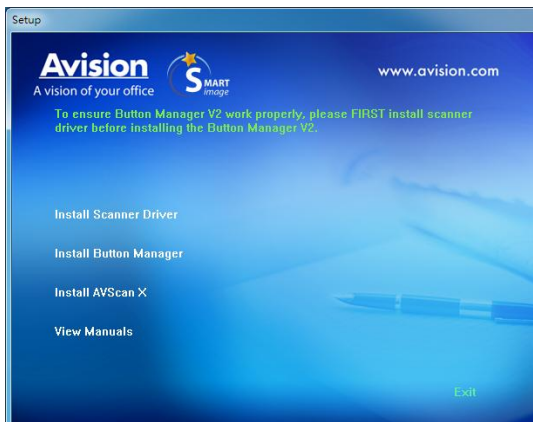 Setup
Avision
A vision of your office
SMART
image
www.avision.com
To ensure Button Manager V2 work properly, please FIRST install scanner
driver before installing the Button Manager V2.
Install Scanner Driver
Install Button Manager
Install AVScan X
View Manuals
Exit